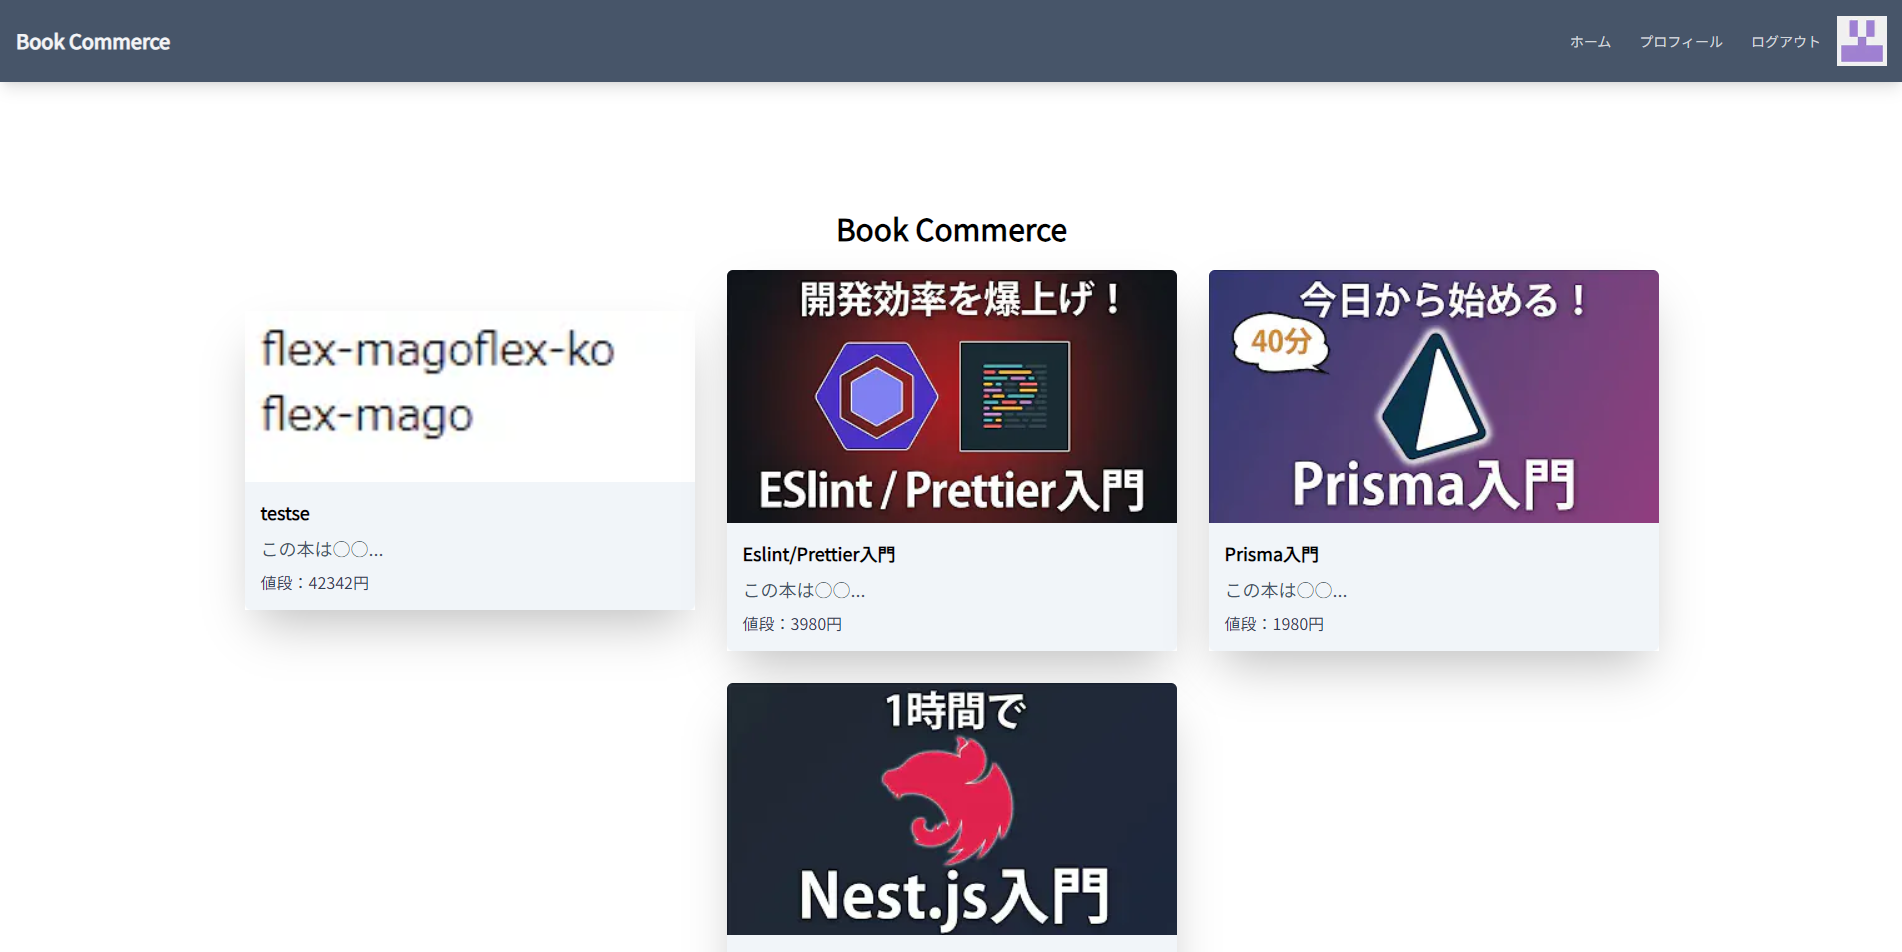 Book Commerce
ホーム
プロフィール
ログアウト
Book Commerce
flex-magoflex-ko
flex-mago
testse
この本は○○...
値段：42342円
開発効率を爆上げ！
ESlint / Prettier入門
Eslint/Prettier入門
この本は○○...
値段：3980円
今日から始める！
40分
Prisma入門
Prisma入門
この本は○○...
値段：1980円
1時間で
Nest.js入門